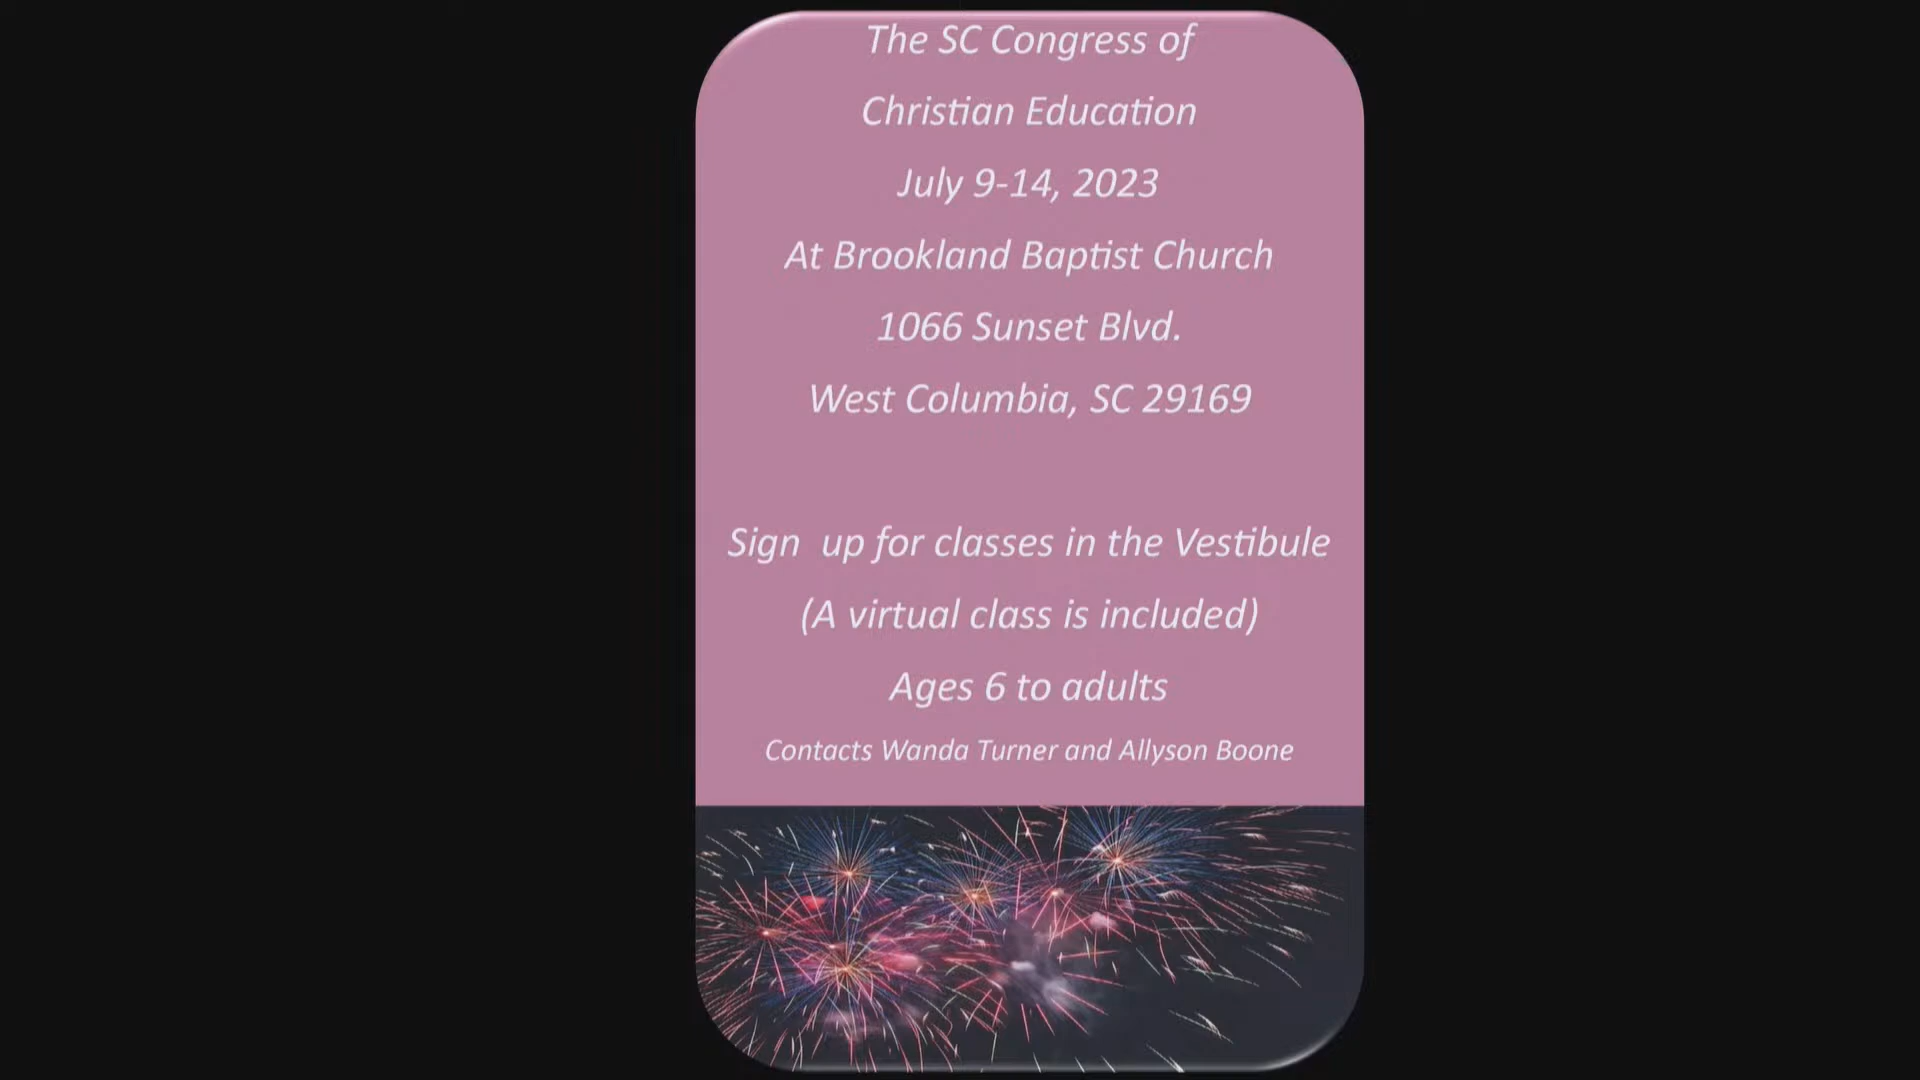 The SC Congress of
Christian Education
July 9-14, 2023
At Brookland Baptist Church
1066 Sunset Blvd.
West Columbia, SC 29169
Sign  up for classes in the Vestibule
(A virtual class is included)
Ages 6 to adults
Contacts Wanda Turner and Allyson Boone